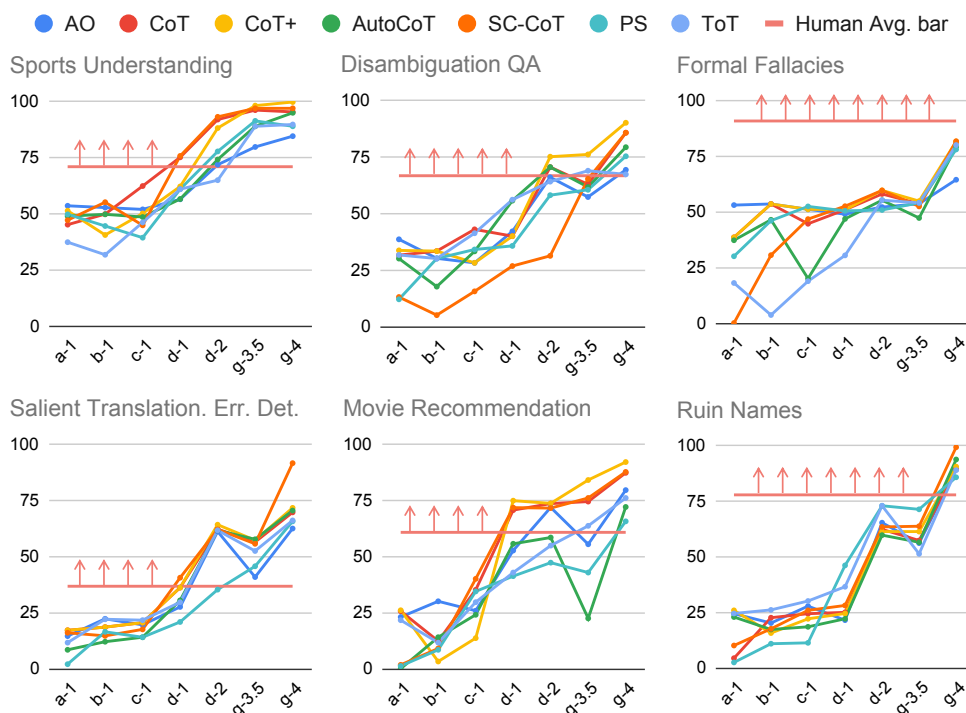 AO CoT CoT+ AutoCoT SC-CoT PS ToT Human Avg. bar
Sports Understanding
100
75
50
25
0
a-1 b-1 c-1 d-1 d-2 g-3.5 g-4
Disambiguation QA
100
75
50
25
0
a-1 b-1 c-1 d-1 d-2 g-3.5 g-4
Formal Fallacies
100
75
50
25
0
a-1 b-1 c-1 d-1 d-2 g-3.5 g-4
Salient Translation. Err. Det.
100
75
50
25
0
a-1 b-1 c-1 d-1 d-2 g-3.5 g-4
Movie Recommendation
100
75
50
25
0
a-1 b-1 c-1 d-1 d-2 g-3.5 g-4
Ruin Names
100
75
50
25
0
a-1 b-1 c-1 d-1 d-2 g-3.5 g-4